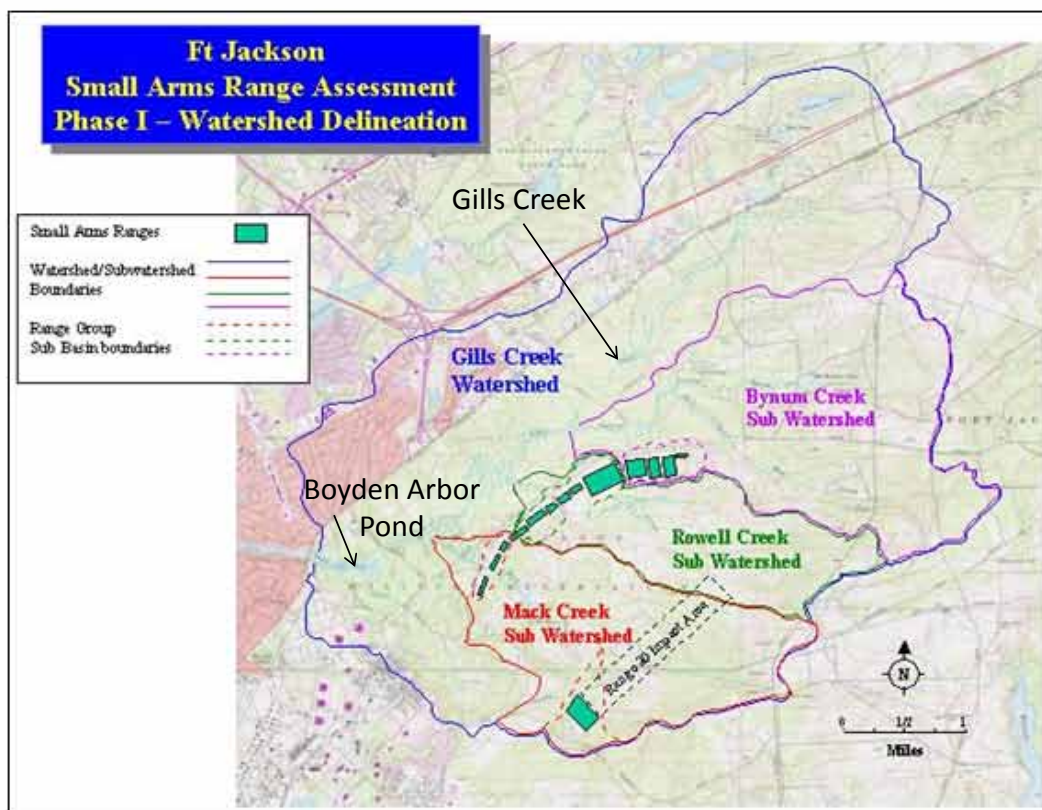 Ft Jackson
Small Arms Range Assessment
Phase I – Watershed Delineation
Small Arms Ranges
Watershed/Subwatershed
Boundaries
Range Group
Sub Basin boundaries
Gills Creek
Gills Creek
Watershed
Bynum Creek
Sub Watershed
Boyden Arbor
Pond
Rowell Creek
Sub Watershed
Mack Creek
Sub Watershed
Range 20 Impact Area
N
0 1/2 1
Miles